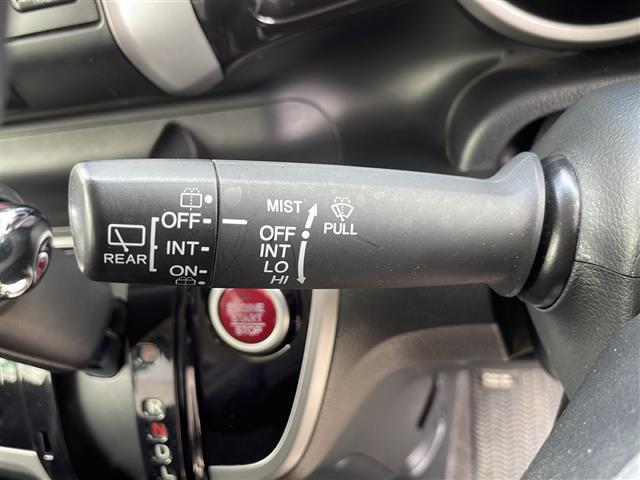 OFF
INT
ON
REAR
MIST
OFF
INT
LO
HI
PULL
ENGINE
START
STOP
R
N
D
L